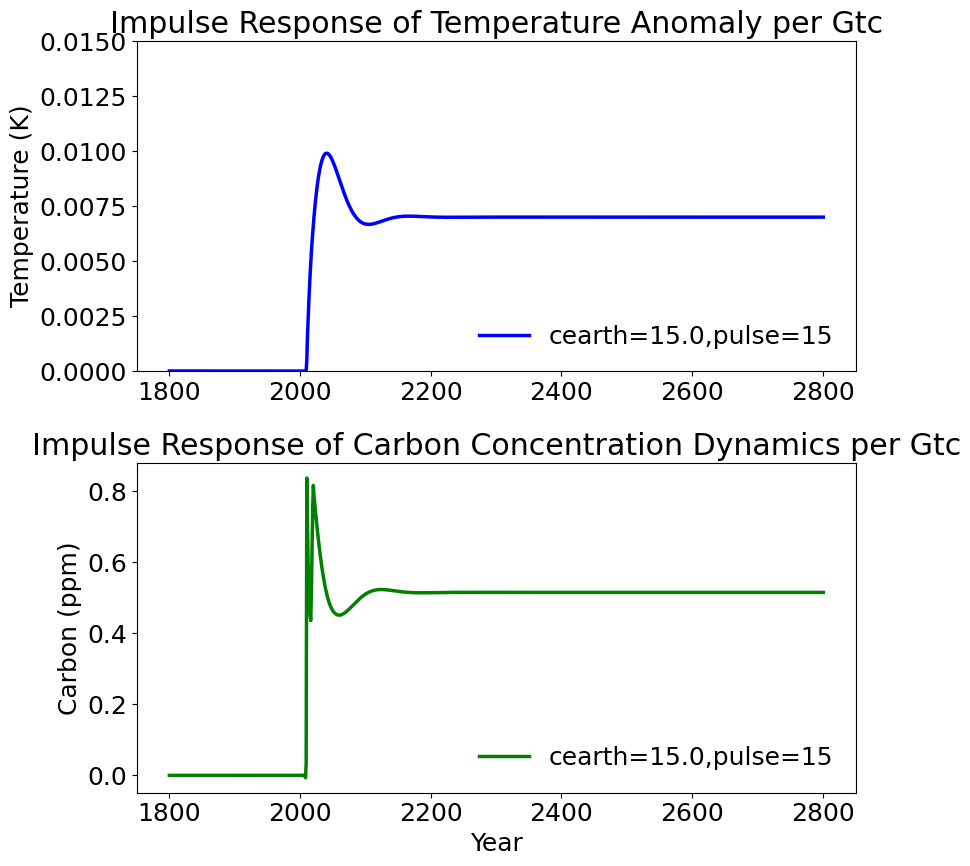 Impulse Response of Temperature Anomaly per Gtc
Temperature (K)
0.0150
0.0125
0.0100
0.0075
0.0050
0.0025
0.0000
cearth=15.0,pulse=15
1800 2000 2200 2400 2600 2800
Impulse Response of Carbon Concentration Dynamics per Gtc
Carbon (ppm)
0.8
0.6
0.4
0.2
0.0
cearth=15.0,pulse=15
1800 2000 2200 2400 2600 2800
Year